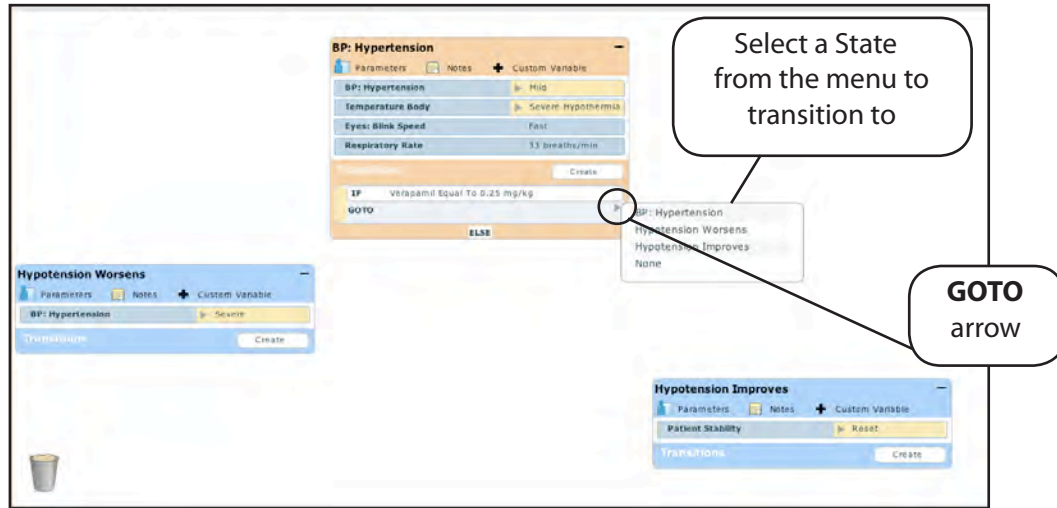 Select a State
from the menu to
transition to
BP: Hypertension
Parameters Notes Custom Variable
BP: Hypertension Mild
Temperature Body Severe Hypothermia
Eyes: Blink Speed Fast
Respiratory Rate 33 breaths/min
Transitions Create
IF Verapamil Equal To 0.25 mg/kg
GOTO
ELSE
BP: Hypertension
Hypotension Worsens
Hypotension Improves
None
GOTO
arrow
Hypotension Worsens
Parameters Notes Custom Variable
BP: Hypertension Severe
Transitions Create
Hypotension Improves
Parameters Notes Custom Variable
Patient Stability Reset
Transitions Create